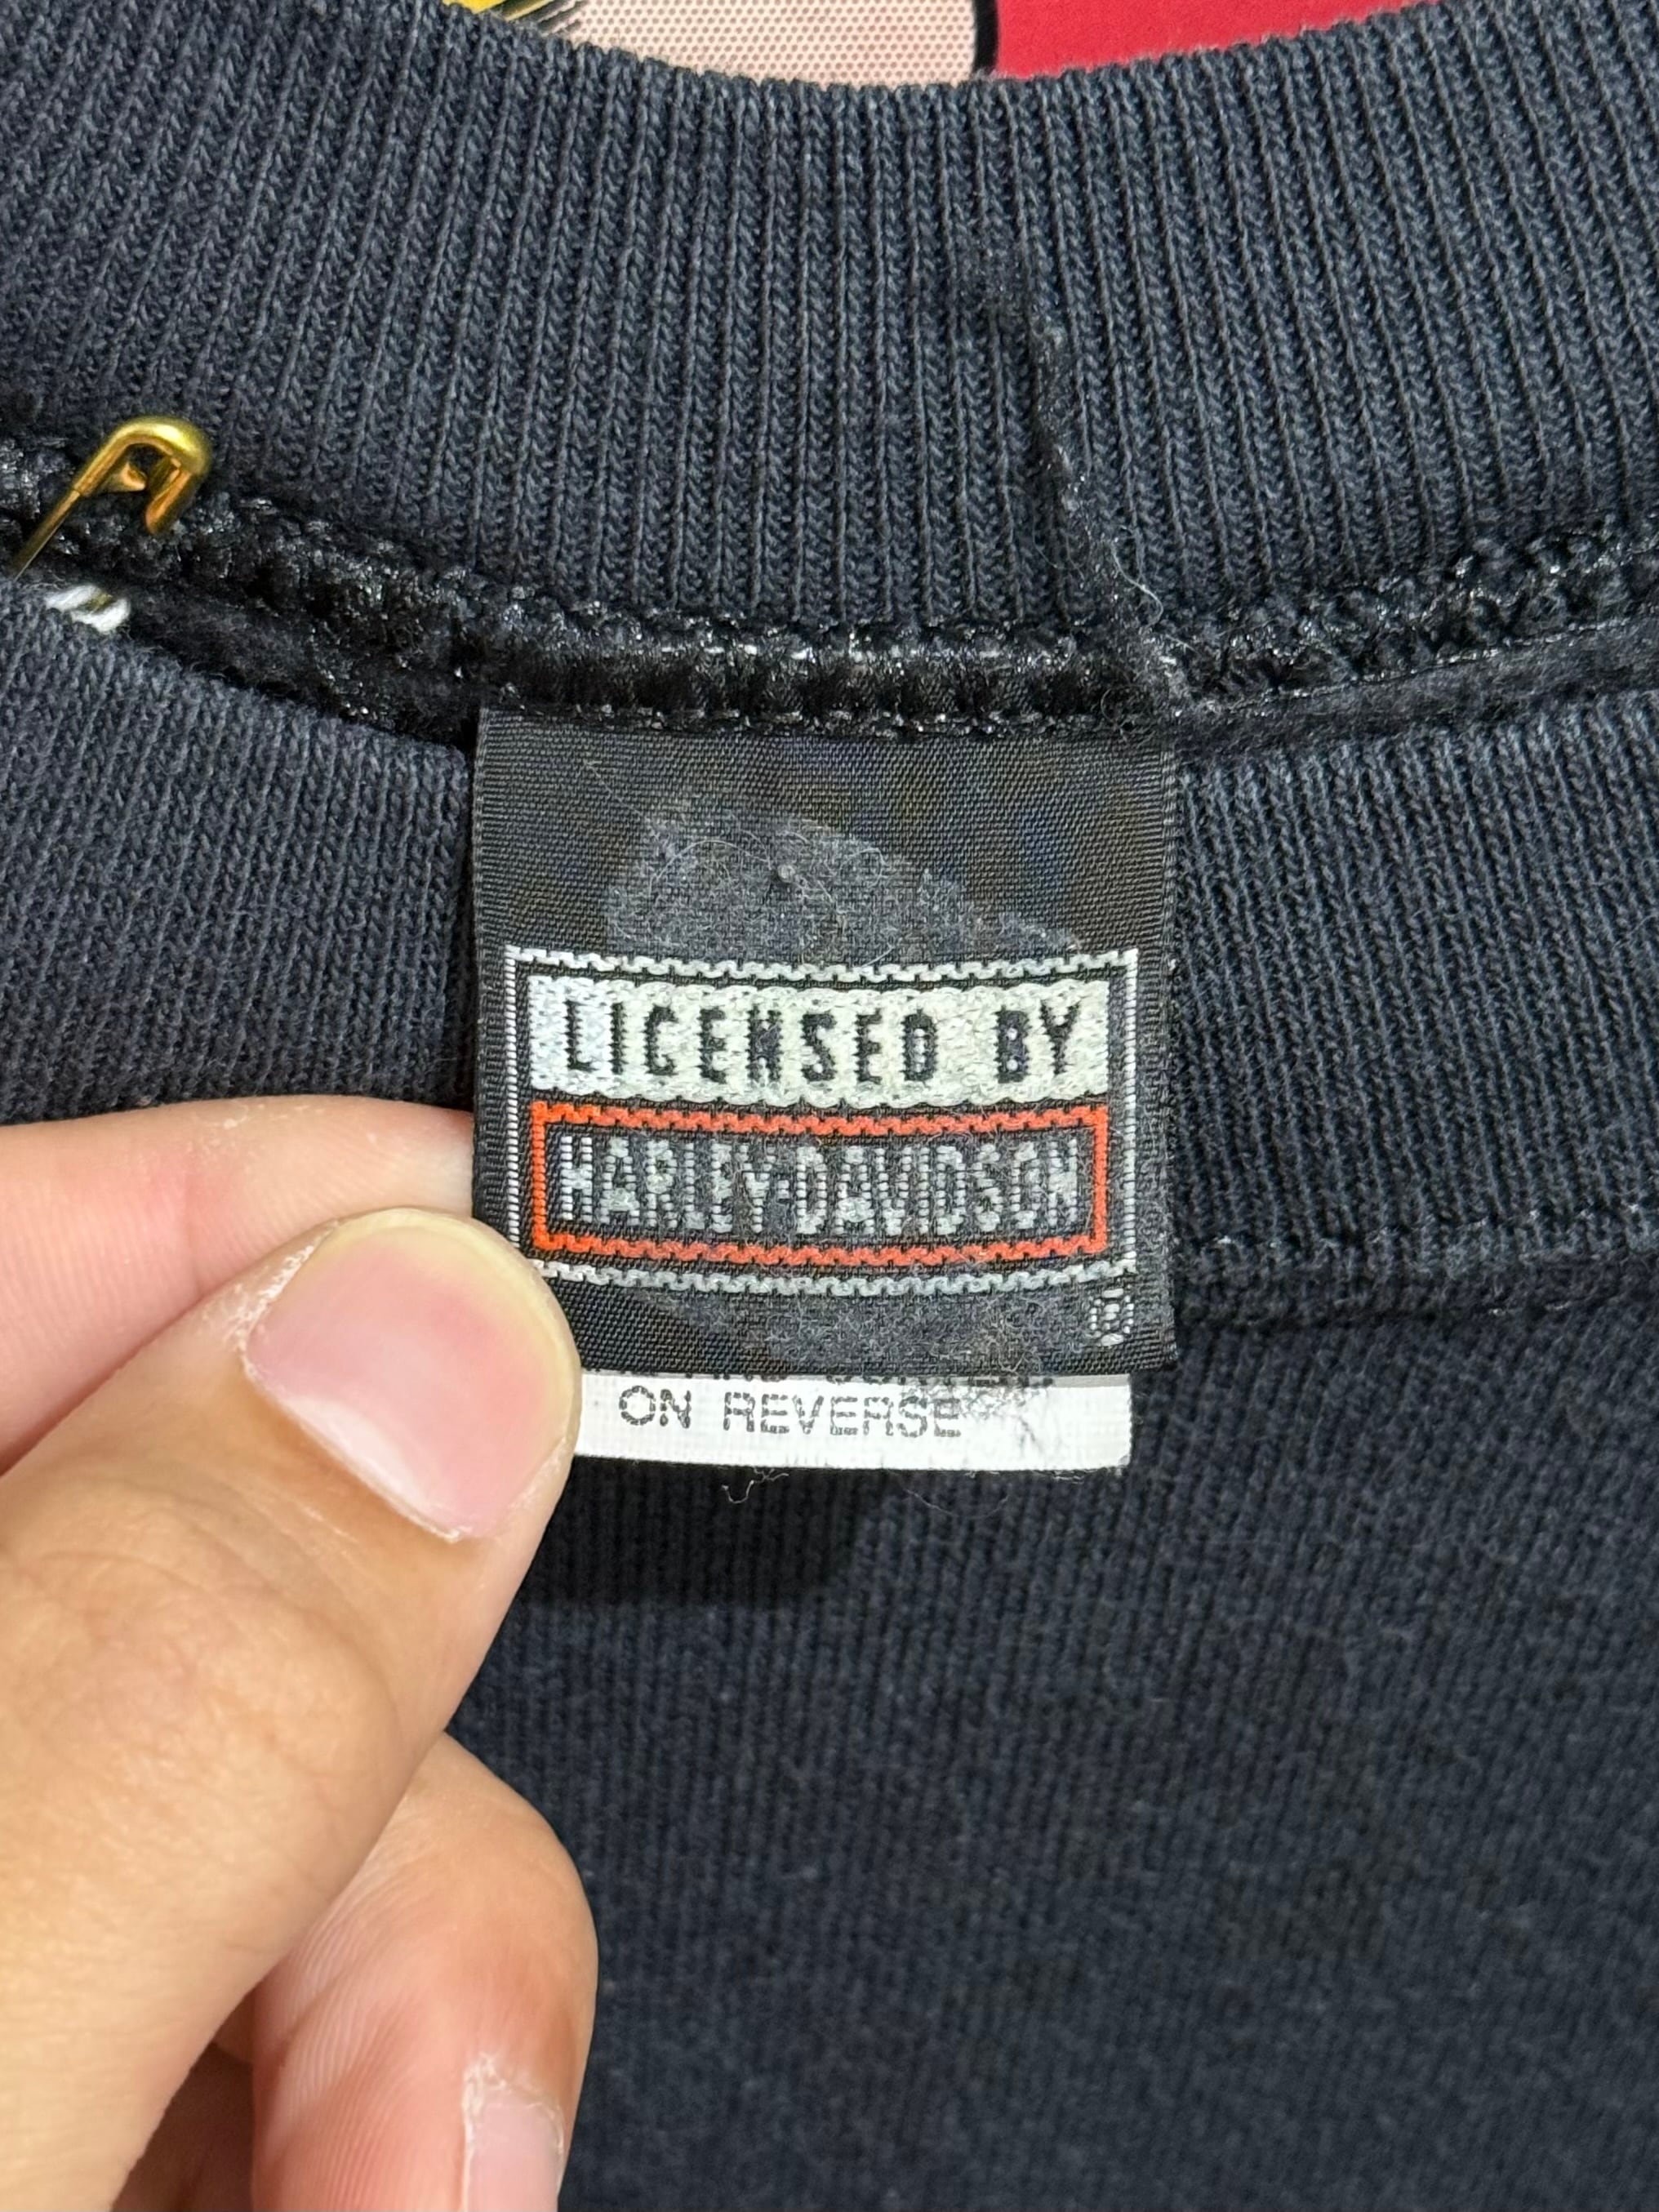 LICENSED BY
HARLEY-DAVIDSON
®
ON REVERSE